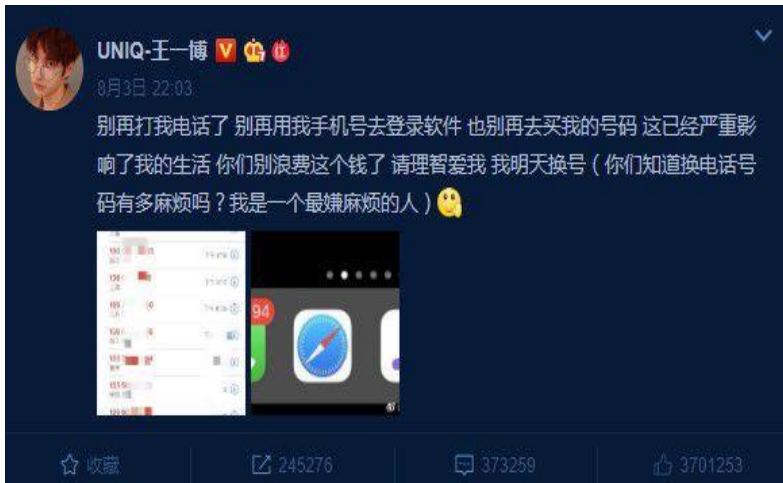 UNIQ-王一博
8月3日 22:03
别再打我电话了 别再用我手机号去登录软件 也别再去买我的号码 这已经严重影
响了我的生活 你们别浪费这个钱了 请理智爱我 我明天换号（你们知道换电话号
码有多麻烦吗？我是一个最嫌麻烦的人）
94
收藏
245276
373259
3701253